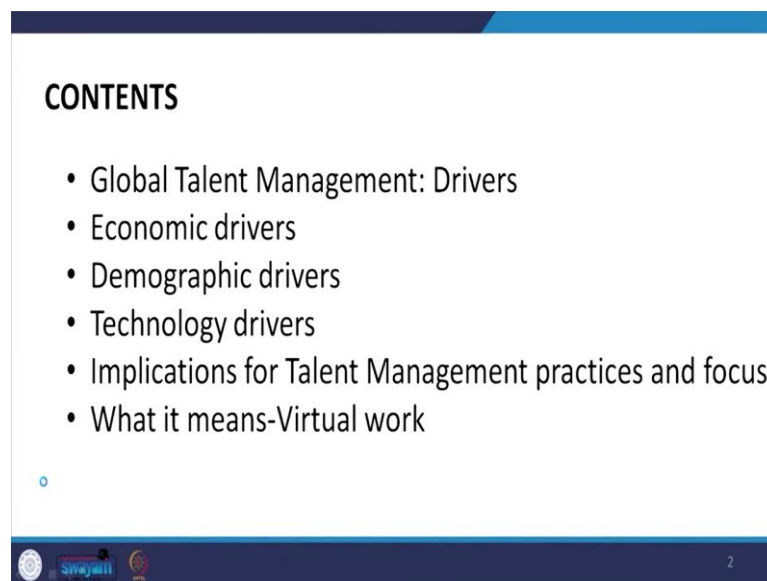 CONTENTS
• Global Talent Management: Drivers
• Economic drivers
• Demographic drivers
• Technology drivers
• Implications for Talent Management practices and focus
• What it means-Virtual work
swayam
2